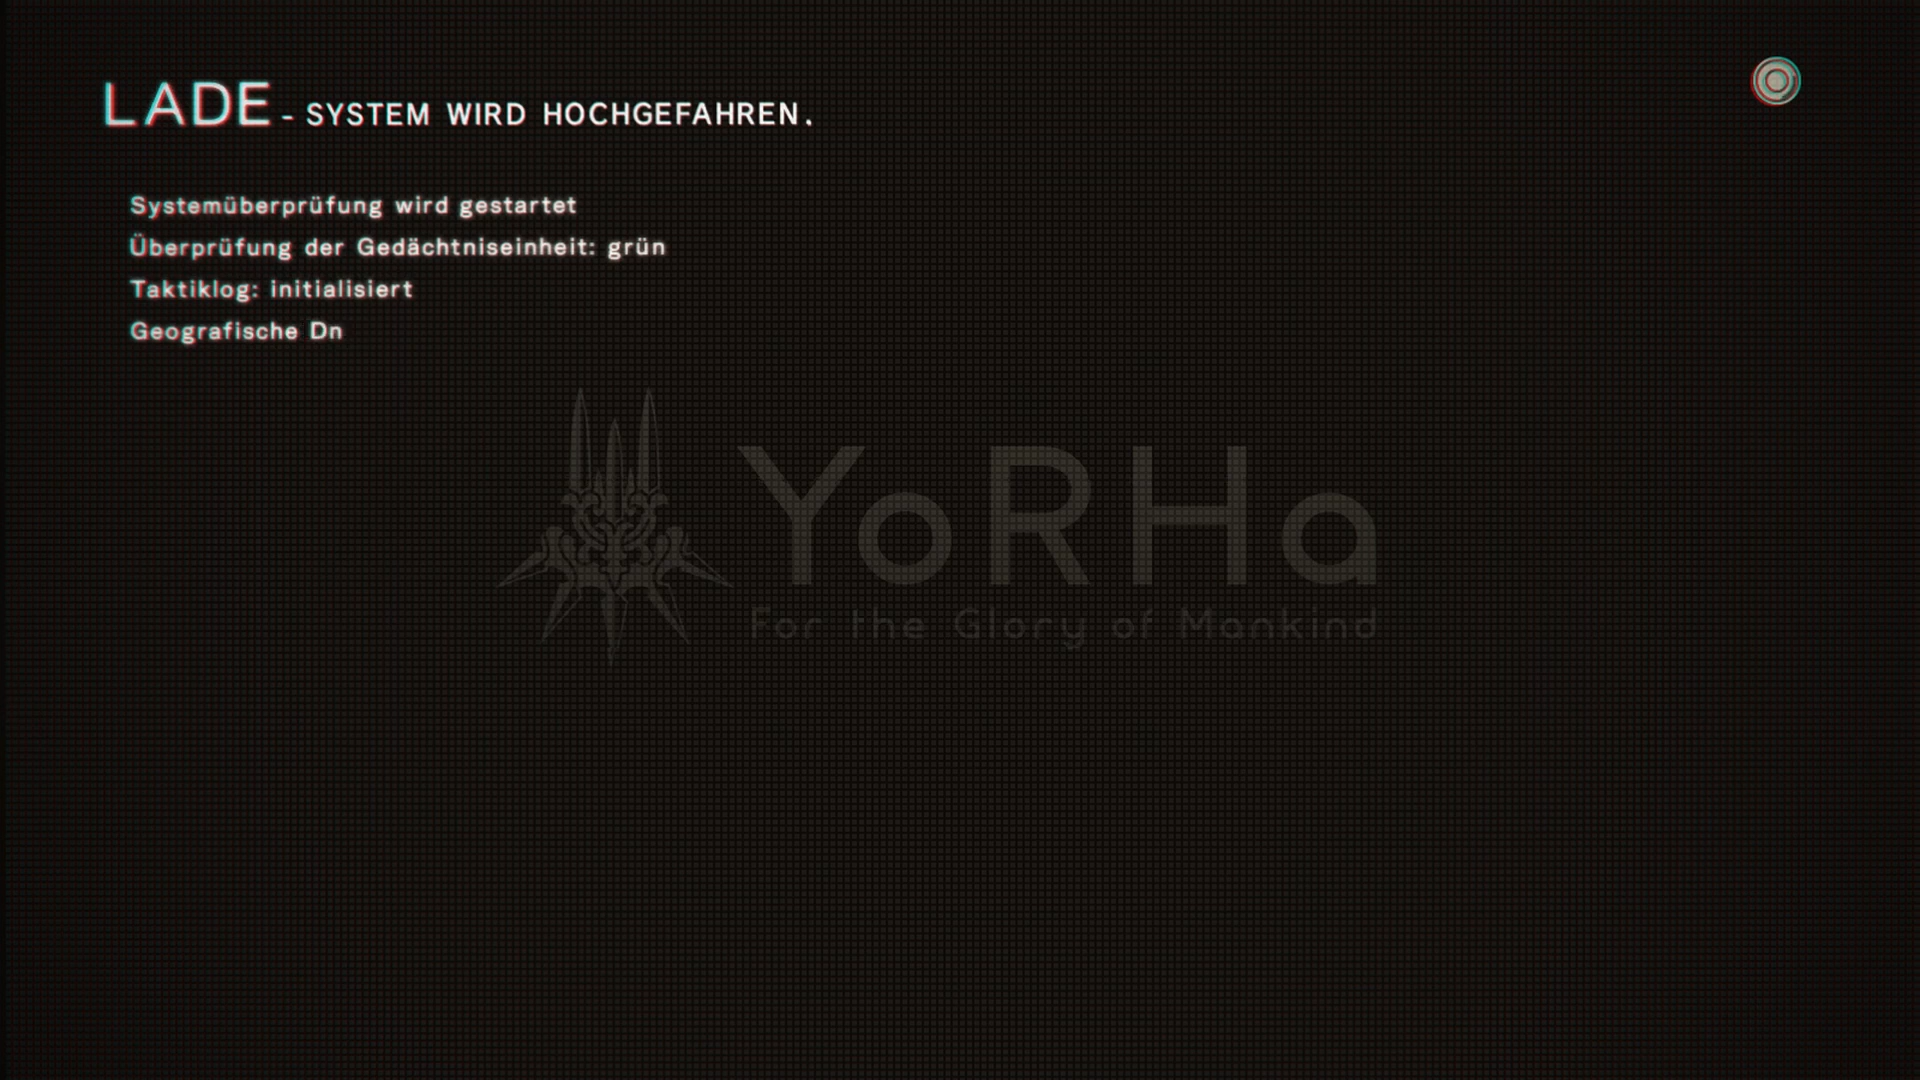 LADE - SYSTEM WIRD HOCHGEFAHREN.
Systemüberprüfung wird gestartet
Überprüfung der Gedächtniseinheit: grün
Taktiklog: initialisiert
Geografische Dn
YoRHa
For the Glory of Mankind